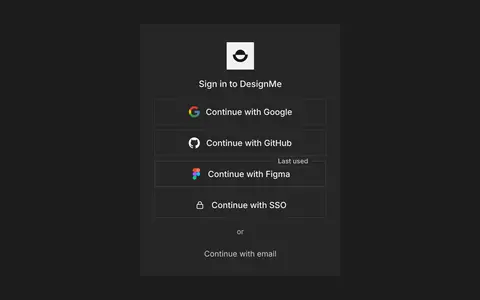 Sign in to DesignMe
Continue with Google
Continue with GitHub
Last used
Continue with Figma
Continue with SSO
or
Continue with email